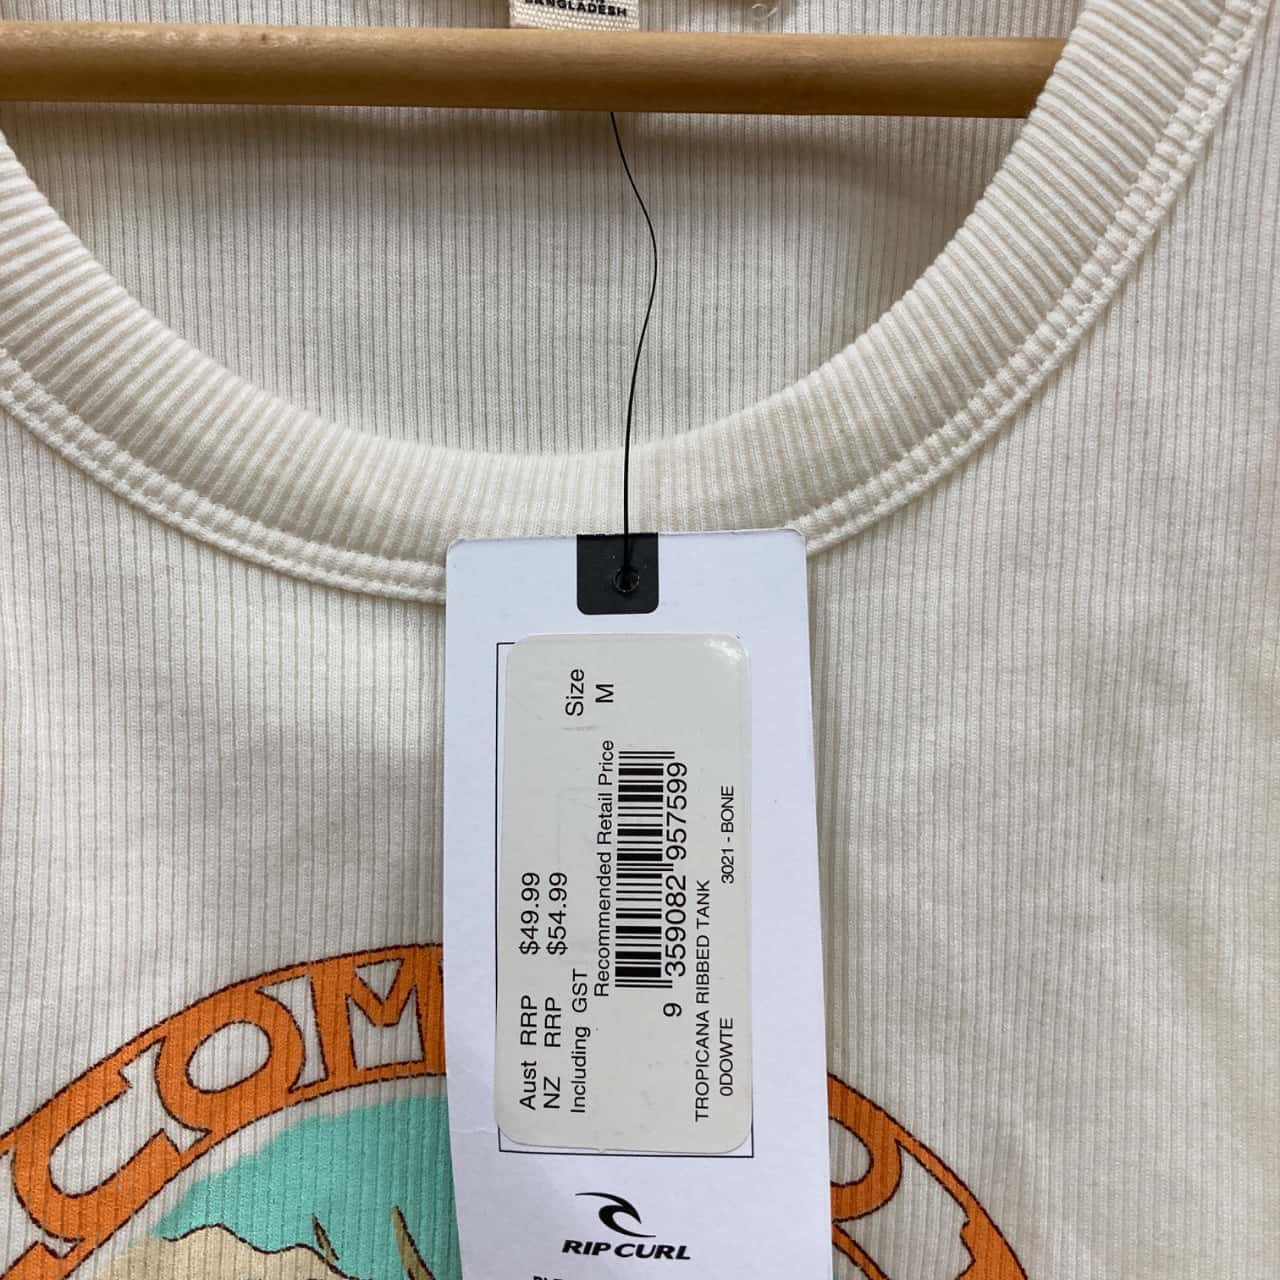 BANGLADESH
Size
M
Aust RRP $49.99
NZ RRP $54.99
Including GST
Recommended Retail Price
9 359082 957599
TROPICANA RIBBED TANK
0DOWTE 3021 - BONE
RIP CURL
COM